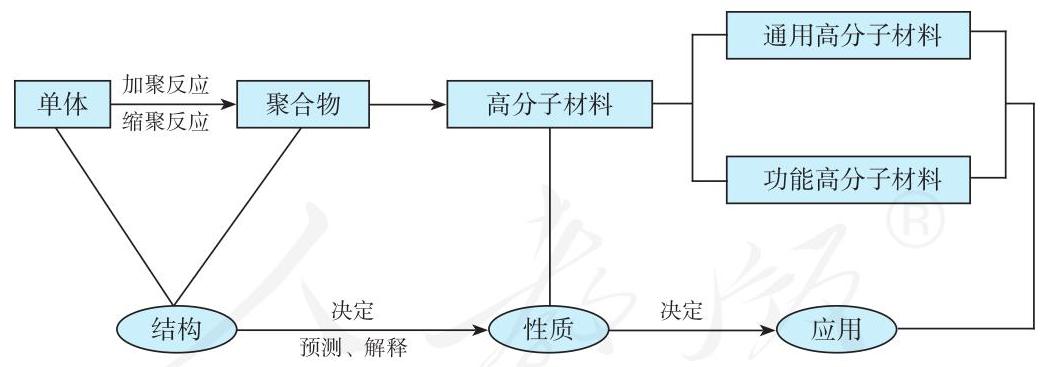 通用高分子材料
加聚反应
单体
聚合物
高分子材料
缩聚反应
功能高分子材料
人教版®
决定
决定
结构
性质
应用
预测、解释